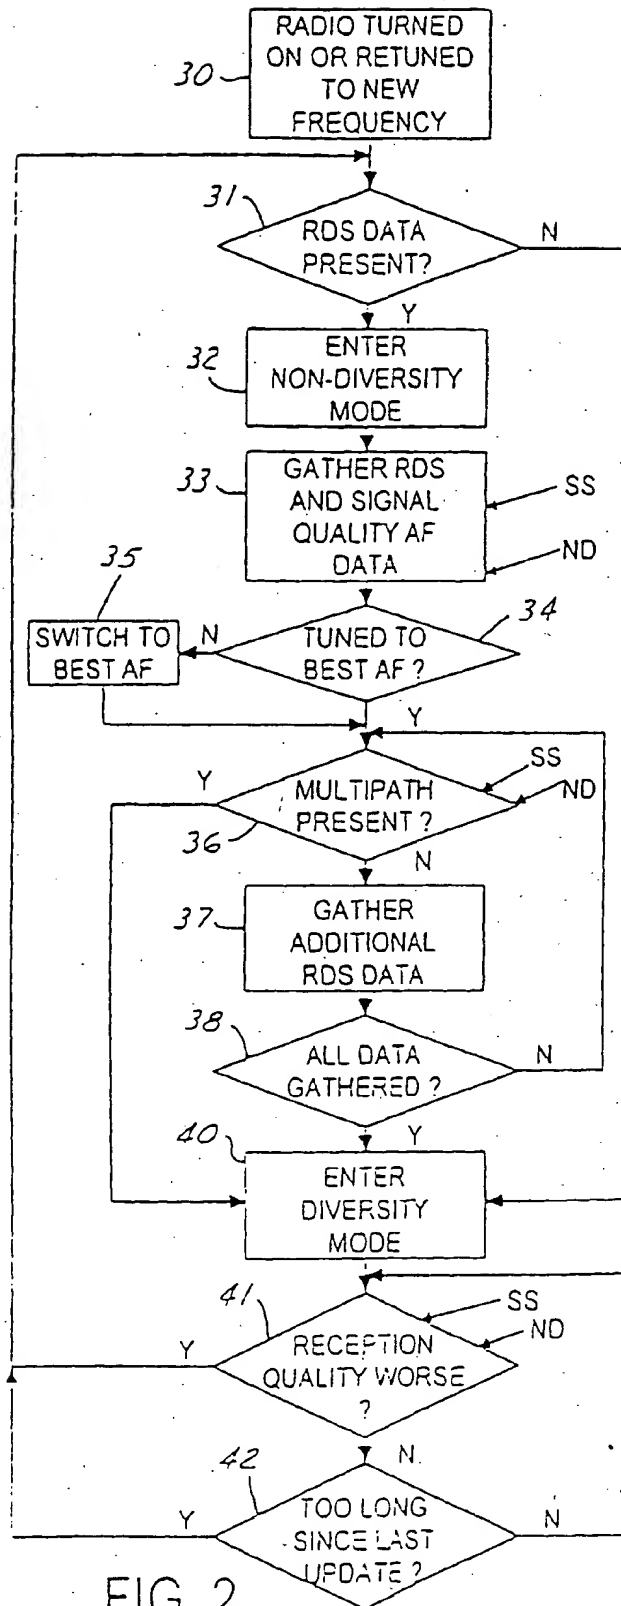 RADIO TURNED
ON OR RETUNED
TO NEW
FREQUENCY
30
31
RDS DATA
PRESENT?
N
Y
32
ENTER
NON-DIVERSITY
MODE
33
GATHER RDS
AND SIGNAL
QUALITY AF
DATA
SS
ND
35
SWITCH TO
BEST AF
N
TUNED TO
BEST AF ?
34
Y
Y
MULTIPATH
PRESENT ?
SS
ND
36
N
37
GATHER
ADDITIONAL
RDS DATA
38
ALL DATA
GATHERED ?
N
Y
40
ENTER
DIVERSITY
MODE
41
SS
ND
Y
RECEPTION
QUALITY WORSE
?
N
42
Y
TOO LONG
SINCE LAST
UPDATE ?
N
FIG. 2